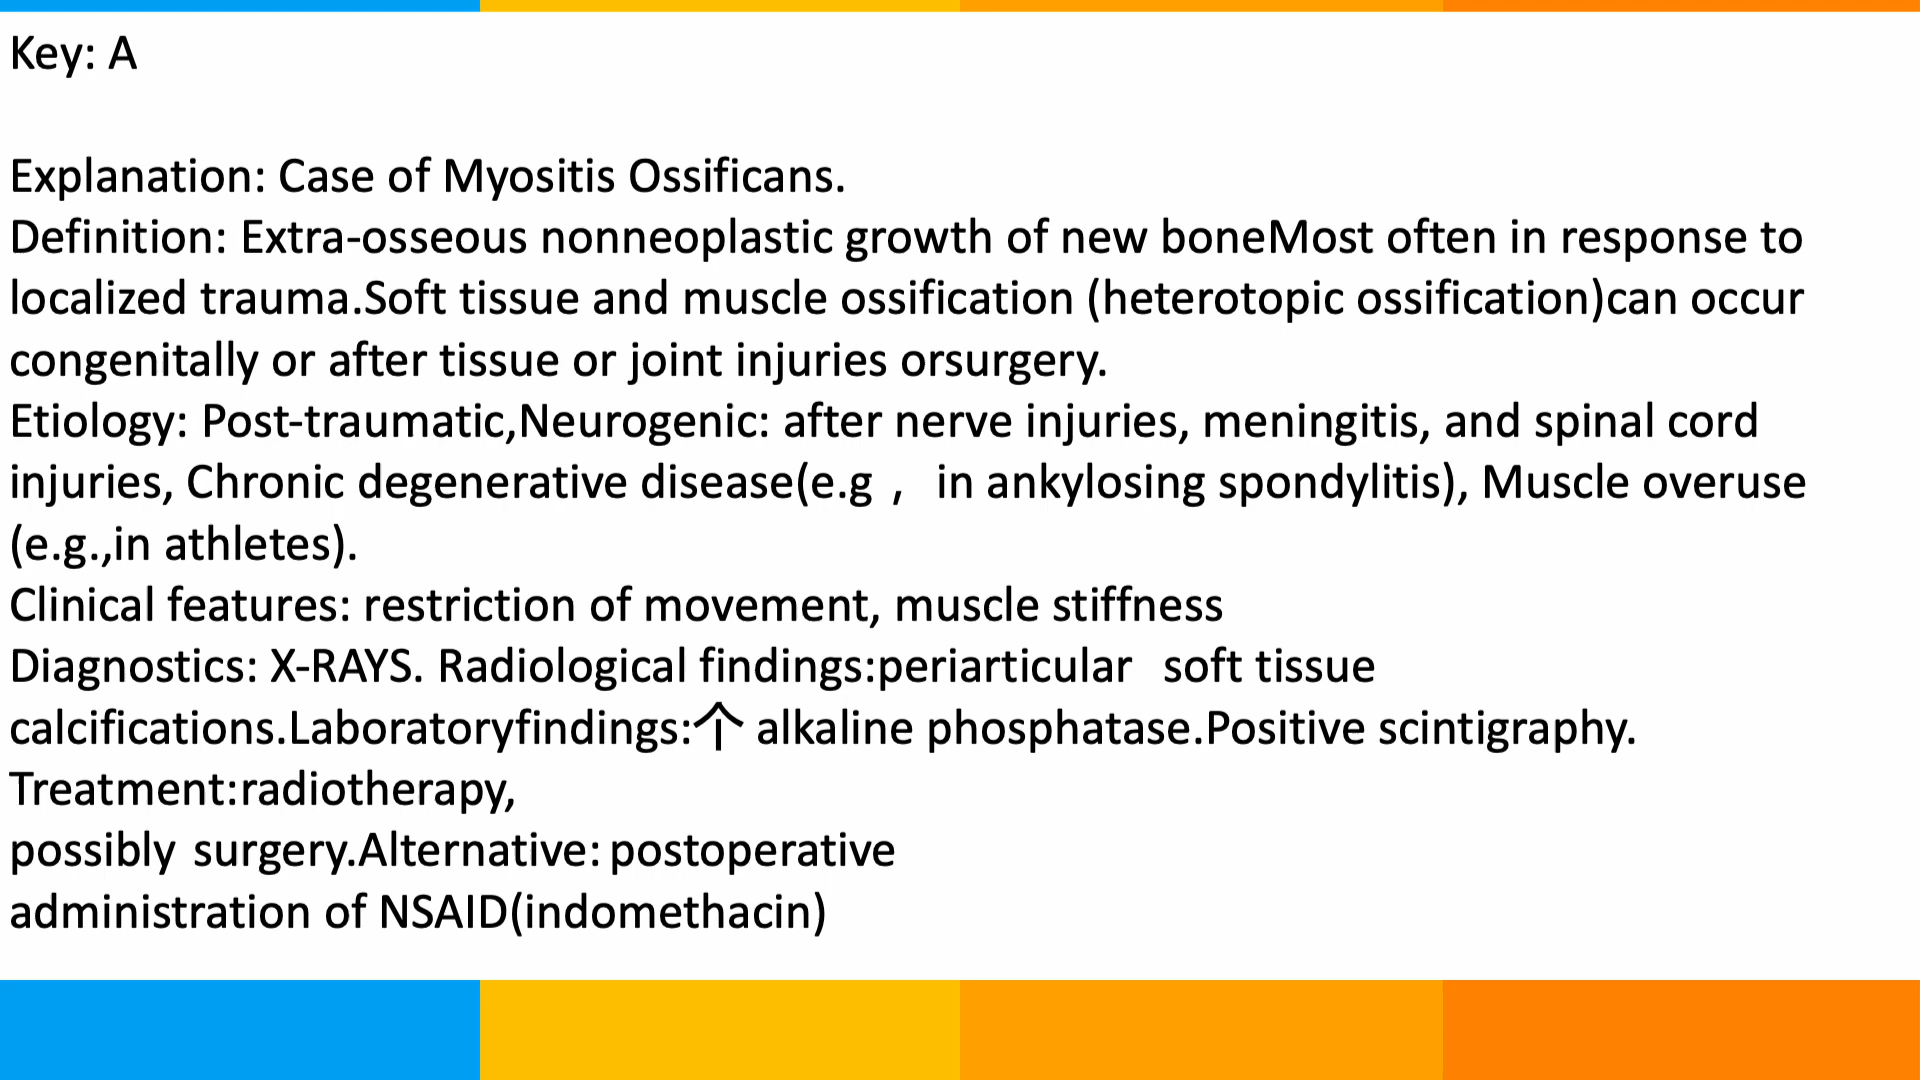 Key: A
Explanation: Case of Myositis Ossificans.
Definition: Extra-osseous nonneoplastic growth of new boneMost often in response to
localized trauma.Soft tissue and muscle ossification (heterotopic ossification)can occur
congenitally or after tissue or joint injuries orsurgery.
Etiology: Post-traumatic,Neurogenic: after nerve injuries, meningitis, and spinal cord
injuries, Chronic degenerative disease(e.g， in ankylosing spondylitis), Muscle overuse
(e.g.,in athletes).
Clinical features: restriction of movement, muscle stiffness
Diagnostics: X-RAYS. Radiological findings:periarticular soft tissue
calcifications.Laboratoryfindings:个 alkaline phosphatase.Positive scintigraphy.
Treatment:radiotherapy,
possibly surgery.Alternative: postoperative
administration of NSAID(indomethacin)